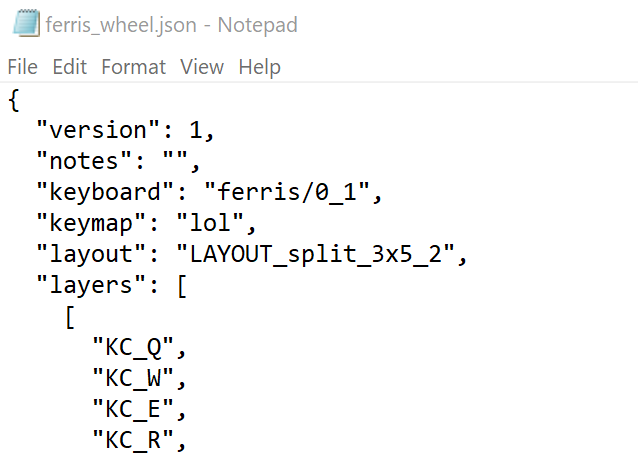 ferris_wheel.json - Notepad
File Edit Format View Help
{
  "version": 1,
  "notes": "",
  "keyboard": "ferris/0_1",
  "keymap": "lol",
  "layout": "LAYOUT_split_3x5_2",
  "layers": [
    [
      "KC_Q",
      "KC_W",
      "KC_E",
      "KC_R",